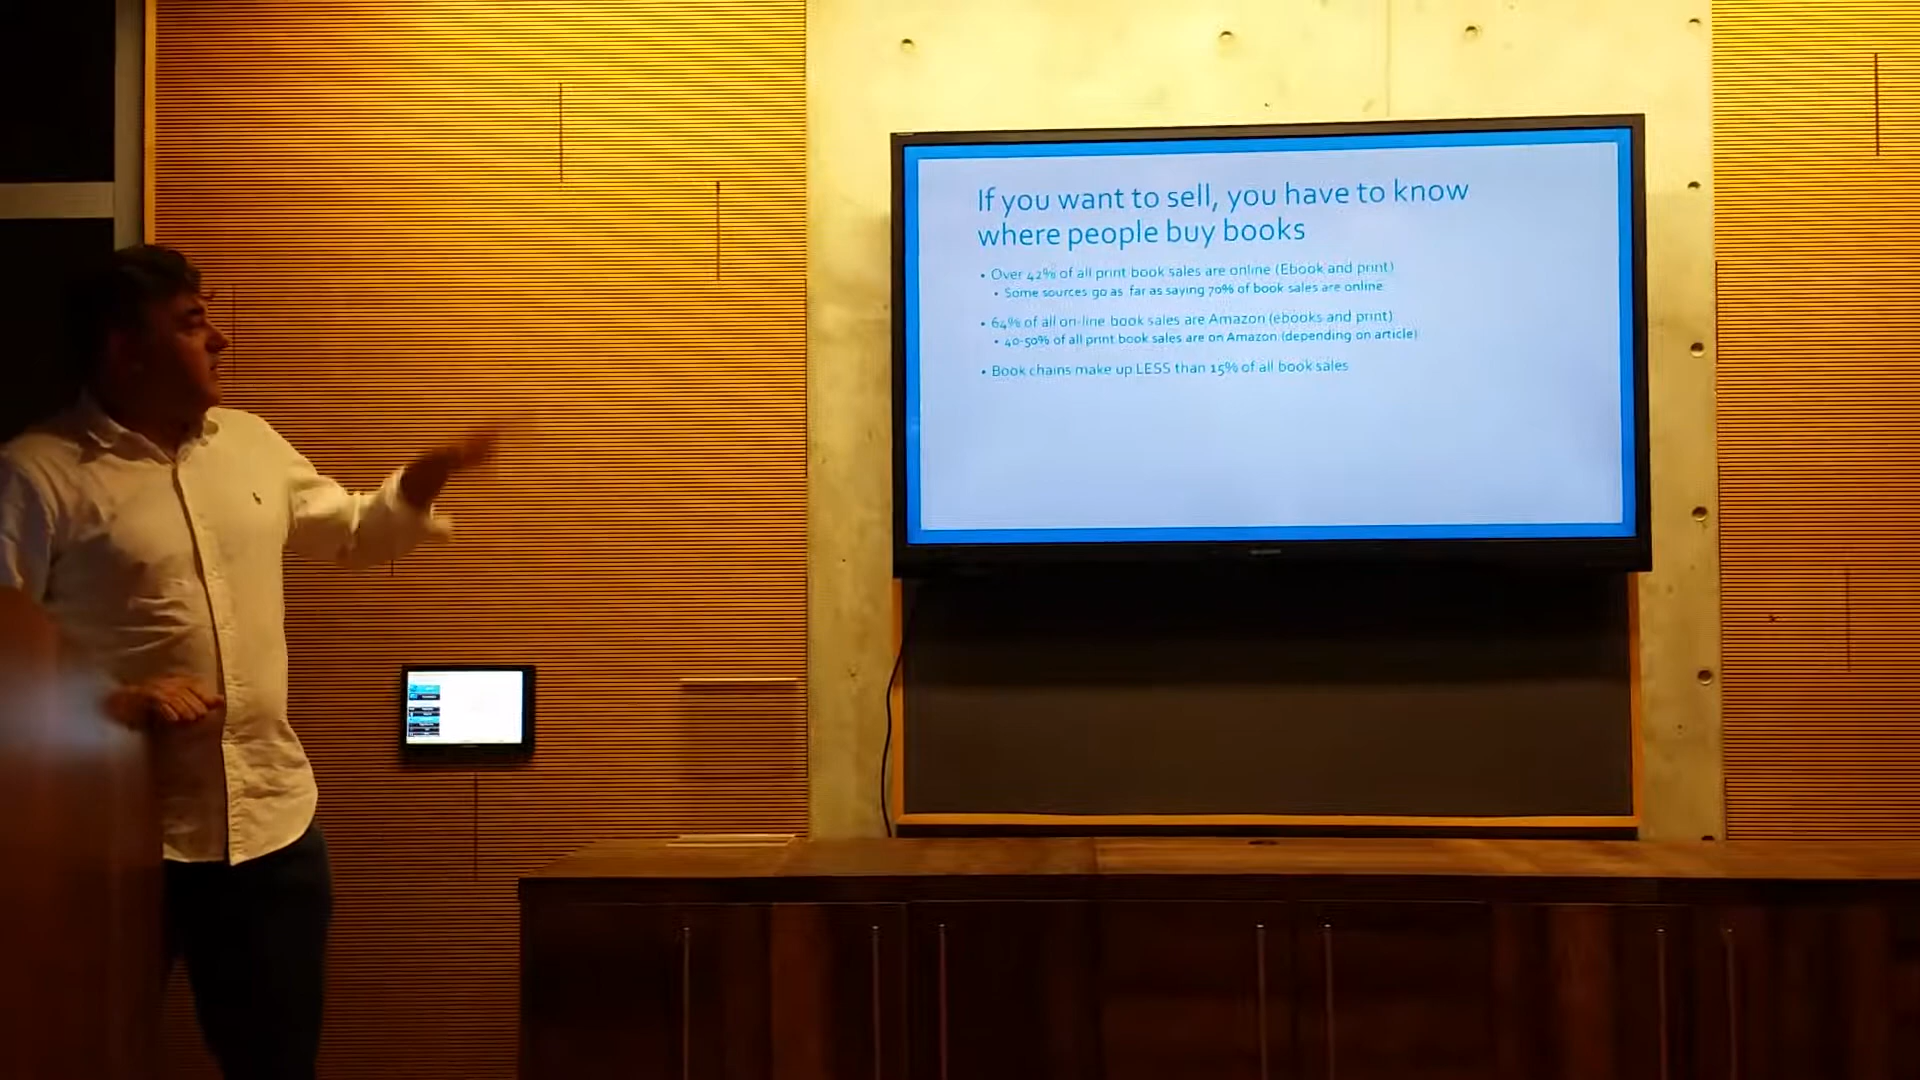 If you want to sell, you have to know
where people buy books
• Over 42% of all print book sales are online (Ebook and print)
• Some sources go as far as saying 70% of book sales are online
• 64% of all on-line book sales are Amazon (ebooks and print)
• 40-50% of all print book sales are on Amazon (depending on article)
• Book chains make up LESS than 15% of all book sales